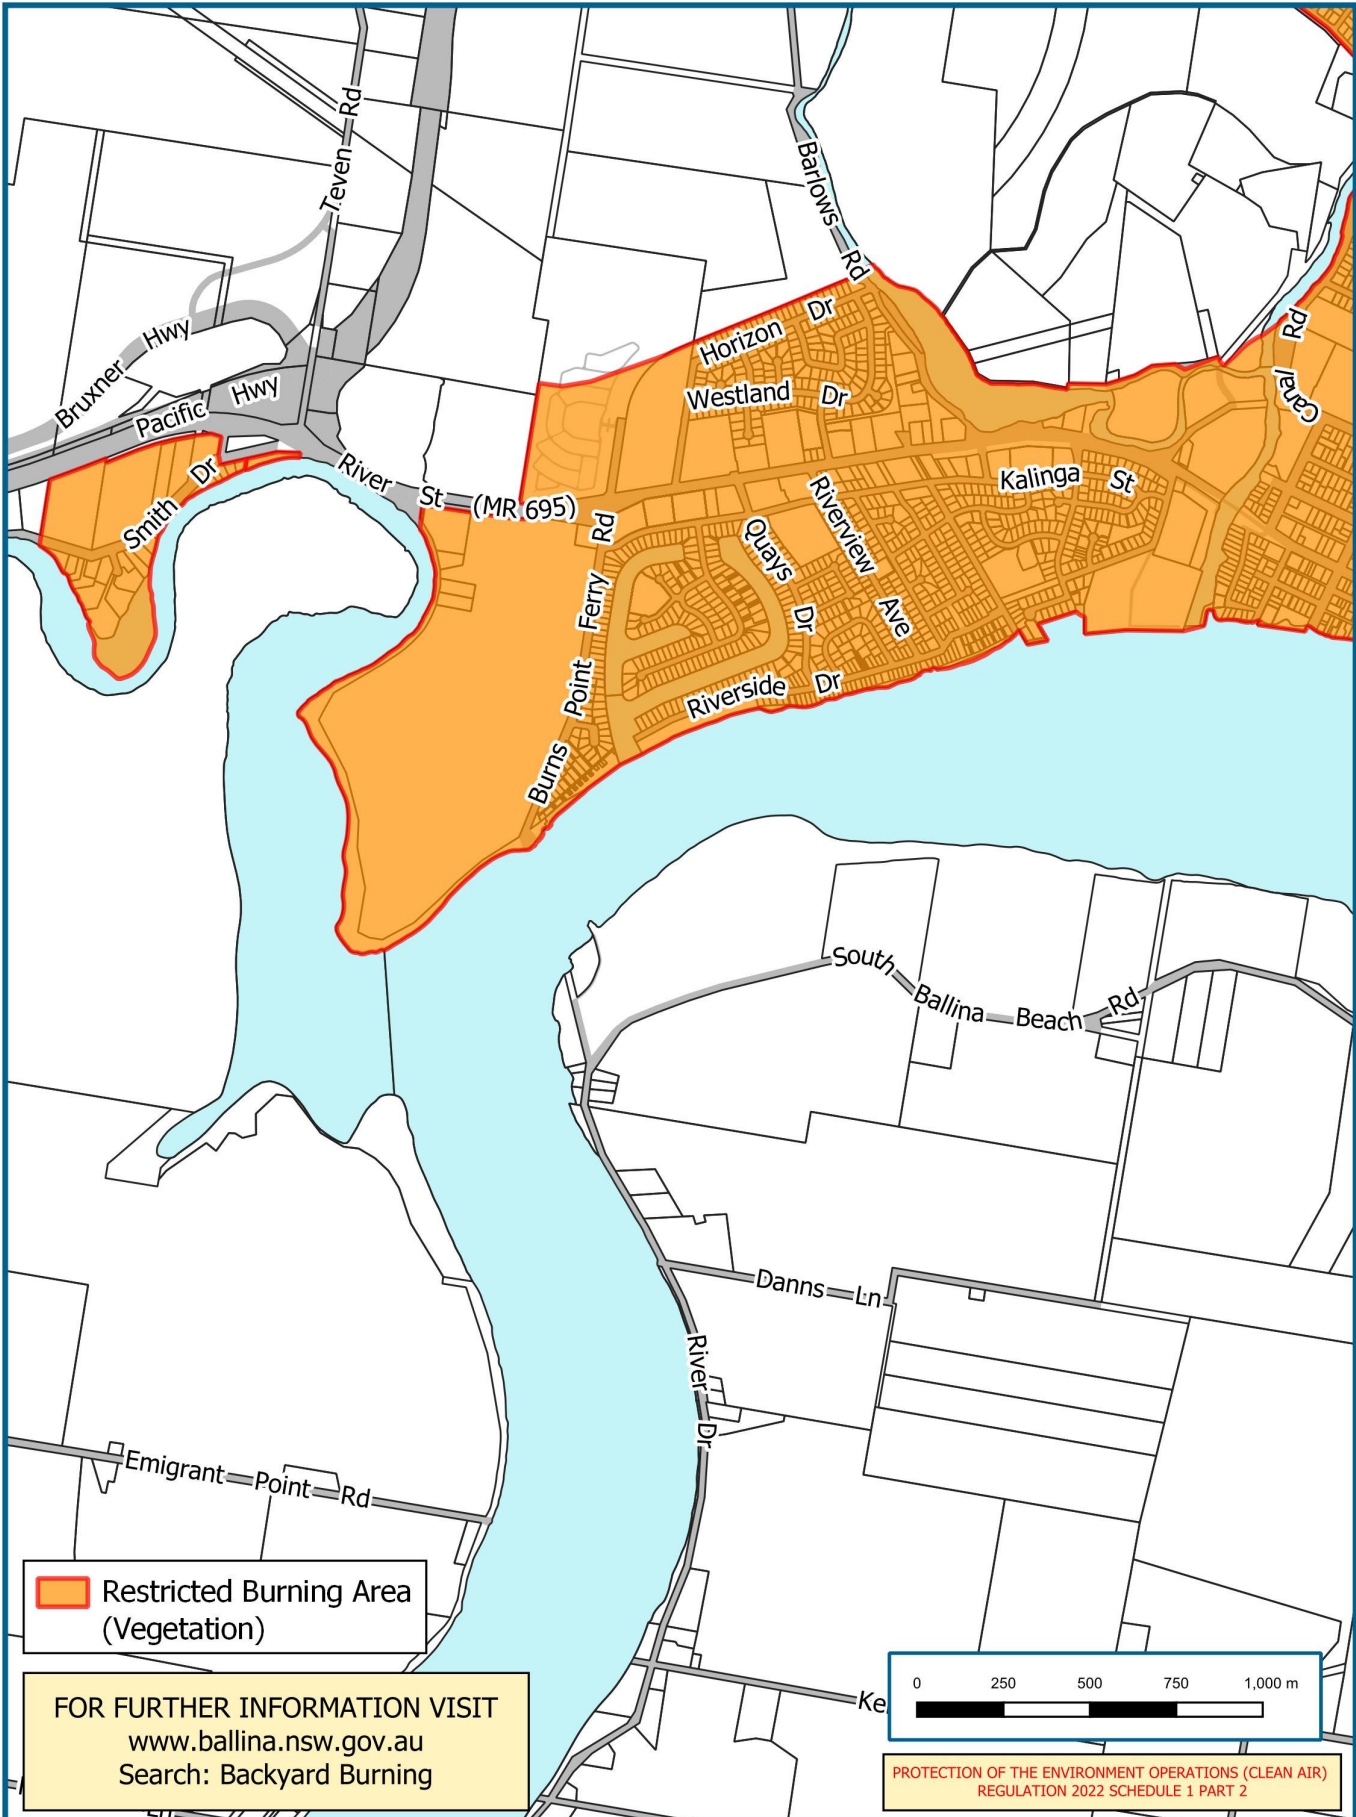 Teven Rd
Barlows Rd
Bruxner Hwy
Pacific Hwy
Horizon Dr
Westland Dr
Canal Rd
Smith Dr
River St (MR 695)
Kalinga St
Riverview Ave
Quays Dr
Burns Point Ferry Rd
Riverside Dr
South Ballina Beach Rd
Danns Ln
River Dr
Emigrant Point Rd
Restricted Burning Area
(Vegetation)
FOR FURTHER INFORMATION VISIT
www.ballina.nsw.gov.au
Search: Backyard Burning
0 250 500 750 1,000 m
PROTECTION OF THE ENVIRONMENT OPERATIONS (CLEAN AIR)
REGULATION 2022 SCHEDULE 1 PART 2